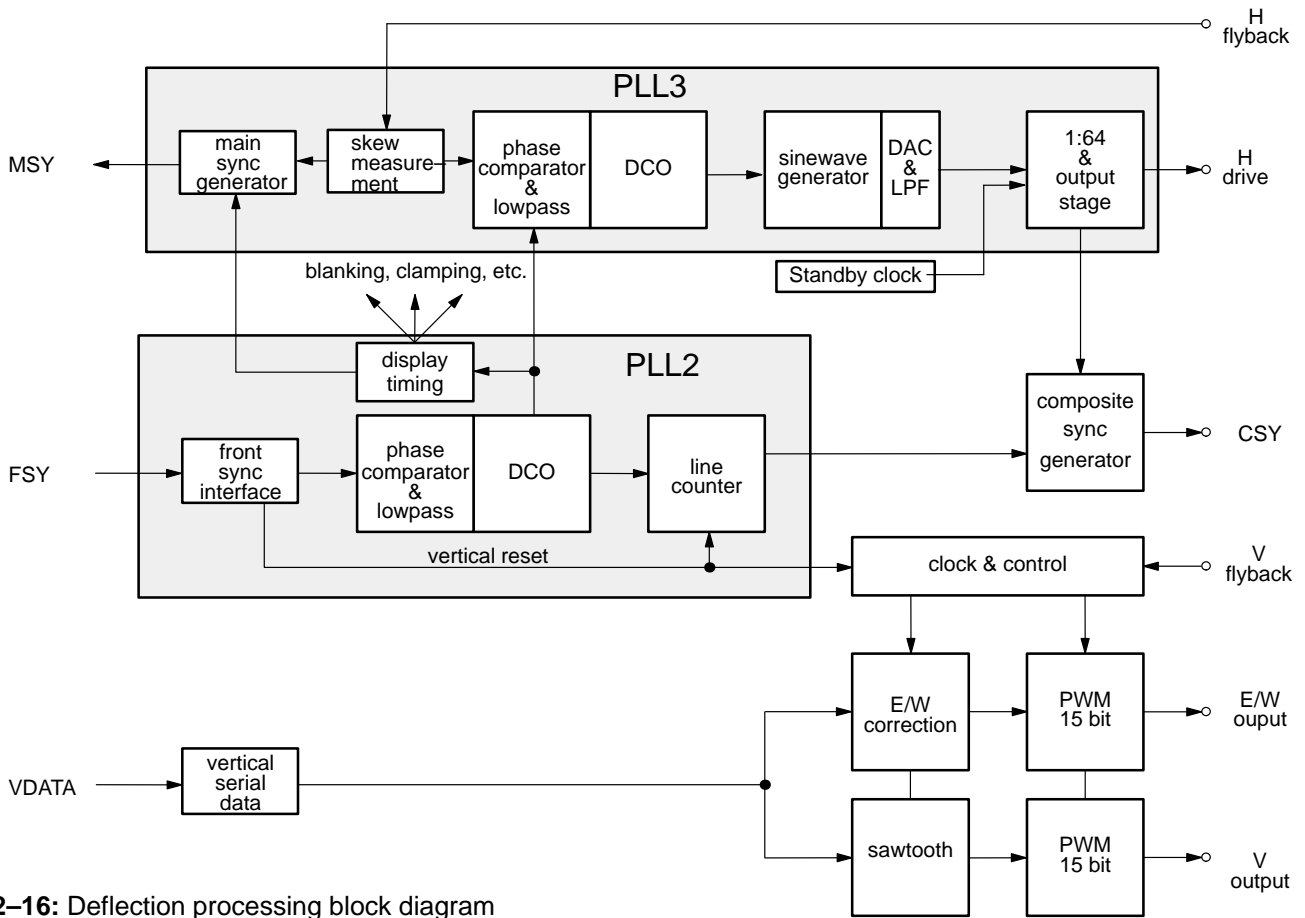 H
flyback
PLL3
main
sync
generator
skew
measure–
ment
phase
comparator
&
lowpass
DCO
sinewave
generator
DAC
&
LPF
1:64
&
output
stage
MSY
H
drive
blanking, clamping, etc.
Standby clock
display
timing
PLL2
FSY
front
sync
interface
phase
comparator
&
lowpass
DCO
line
counter
composite
sync
generator
CSY
vertical reset
clock & control
V
flyback
E/W
correction
PWM
15 bit
E/W
ouput
VDATA
vertical
serial
data
sawtooth
PWM
15 bit
V
output
2–16: Deflection processing block diagram